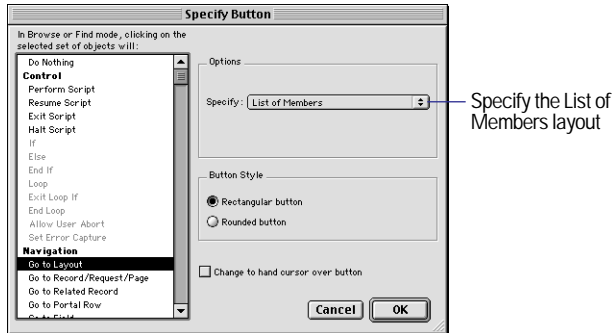 Specify Button
In Browse or Find mode, clicking on the
selected set of objects will:
Do Nothing
Control
Perform Script
Resume Script
Exit Script
Halt Script
If
Else
End If
Loop
Exit Loop If
End Loop
Allow User Abort
Set Error Capture
Navigation
Go to Layout
Go to Record/Request/Page
Go to Related Record
Go to Portal Row
Go to Field
Options
Specify: List of Members
Button Style
Rectangular button
Rounded button
Change to hand cursor over button
Cancel OK
Specify the List of
Members layout